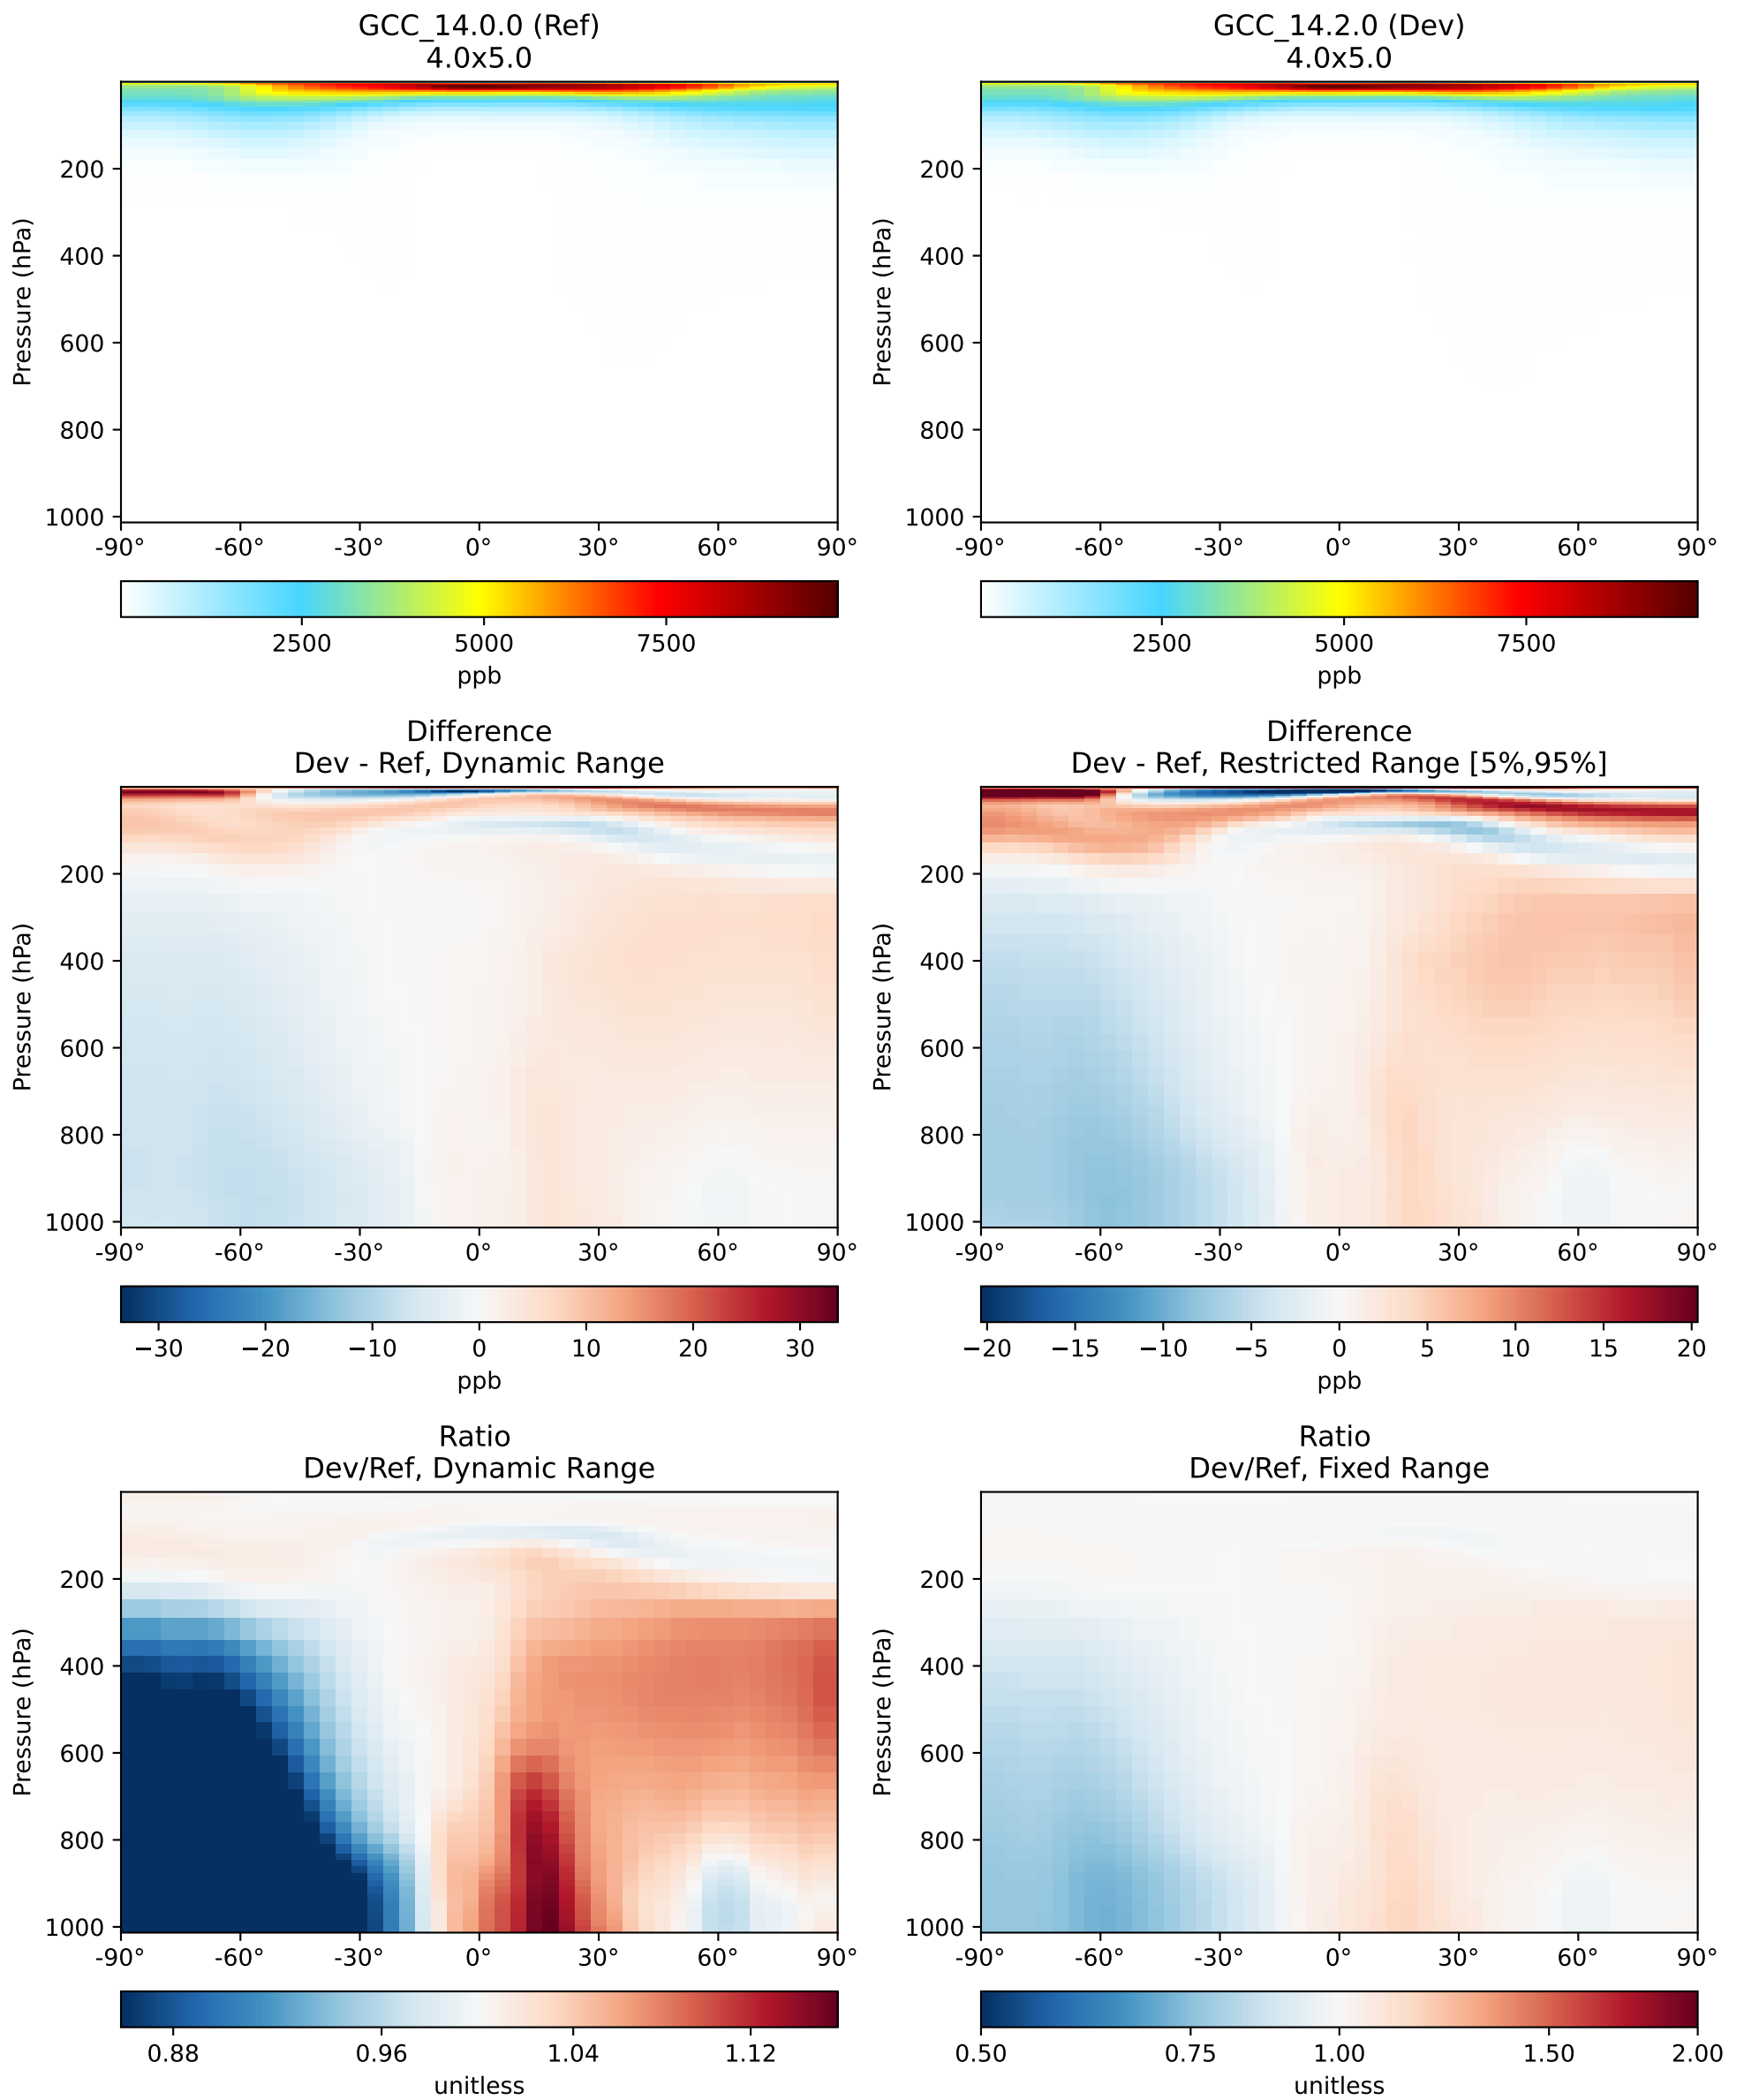 GCC_14.0.0 (Ref)
4.0x5.0
Pressure (hPa)
200
400
600
800
1000
-90° -60° -30° 0° 30° 60° 90°
2500 5000 7500
ppb
GCC_14.2.0 (Dev)
4.0x5.0
Pressure (hPa)
200
400
600
800
1000
-90° -60° -30° 0° 30° 60° 90°
2500 5000 7500
ppb
Difference
Dev - Ref, Dynamic Range
Pressure (hPa)
200
400
600
800
1000
-90° -60° -30° 0° 30° 60° 90°
−30 −20 −10 0 10 20 30
ppb
Difference
Dev - Ref, Restricted Range [5%,95%]
Pressure (hPa)
200
400
600
800
1000
-90° -60° -30° 0° 30° 60° 90°
−20 −15 −10 −5 0 5 10 15 20
ppb
Ratio
Dev/Ref, Dynamic Range
Pressure (hPa)
200
400
600
800
1000
-90° -60° -30° 0° 30° 60° 90°
0.88 0.96 1.04 1.12
unitless
Ratio
Dev/Ref, Fixed Range
Pressure (hPa)
200
400
600
800
1000
-90° -60° -30° 0° 30° 60° 90°
0.50 0.75 1.00 1.50 2.00
unitless